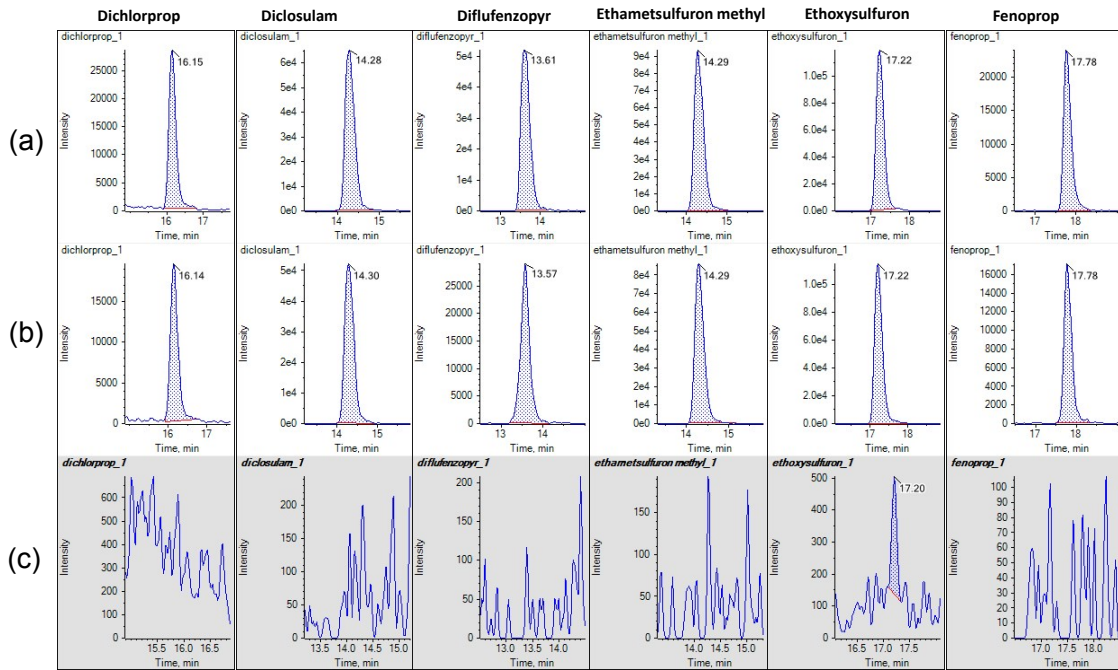 Dichlorprop Diclosulam Diflufenzopyr Ethametsulfuron methyl Ethoxysulfuron Fenoprop
(a)
dichlorprop_1
16.15
Intensity
25000
20000
15000
10000
5000
0
16 17
Time, min
diclosulam_1
14.28
Intensity
6e4
5e4
4e4
3e4
2e4
1e4
0e0
14 15
Time, min
diflufenzopyr_1
13.61
Intensity
5e4
4e4
3e4
2e4
1e4
0e0
13 14
Time, min
ethametsulfuron methyl_1
14.29
Intensity
9e4
8e4
7e4
6e4
5e4
4e4
3e4
2e4
1e4
0e0
14 15
Time, min
ethoxysulfuron_1
17.22
Intensity
1.0e5
8.0e4
6.0e4
4.0e4
2.0e4
0.0e0
17 18
Time, min
fenoprop_1
17.78
Intensity
20000
15000
10000
5000
0
17 18
Time, min
(b)
dichlorprop_1
16.14
Intensity
15000
10000
5000
0
16 17
Time, min
diclosulam_1
14.30
Intensity
5e4
4e4
3e4
2e4
1e4
0e0
14 15
Time, min
diflufenzopyr_1
13.57
Intensity
25000
20000
15000
10000
5000
0
13 14
Time, min
ethametsulfuron methyl_1
14.29
Intensity
8e4
7e4
6e4
5e4
4e4
3e4
2e4
1e4
0e0
14 15
Time, min
ethoxysulfuron_1
17.22
Intensity
1.0e5
8.0e4
6.0e4
4.0e4
2.0e4
0.0e0
17 18
Time, min
fenoprop_1
17.78
Intensity
16000
14000
12000
10000
8000
6000
4000
2000
0
17 18
Time, min
(c)
dichlorprop_1
Intensity
600
500
400
300
200
100
0
15.5 16.0 16.5
Time, min
diclosulam_1
Intensity
200
150
100
50
0
13.5 14.0 14.5 15.0
Time, min
diflufenzopyr_1
Intensity
200
150
100
50
0
13.0 13.5 14.0
Time, min
ethametsulfuron methyl_1
Intensity
150
100
50
0
14.0 14.5 15.0
Time, min
ethoxysulfuron_1
17.20
Intensity
500
400
300
200
100
0
16.5 17.0 17.5
Time, min
fenoprop_1
Intensity
100
90
80
70
60
50
40
30
20
10
0
17.0 17.5 18.0
Time, min